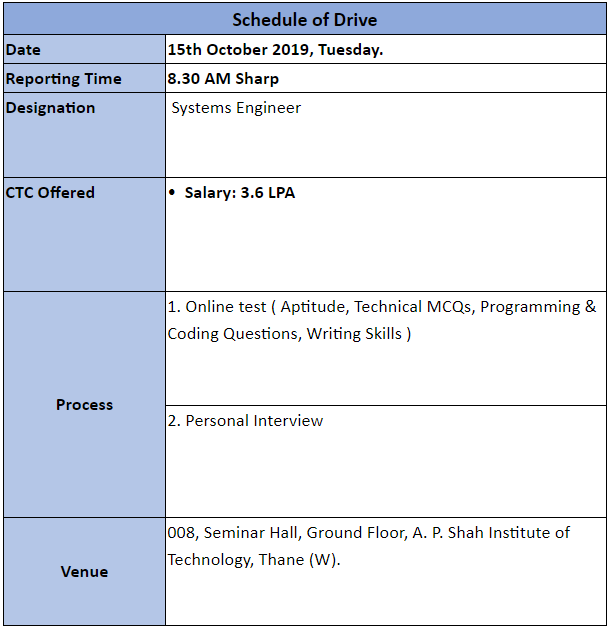 Schedule of Drive
Date
15th October 2019, Tuesday.
Reporting Time
8.30 AM Sharp
Designation
Systems Engineer
CTC Offered
• Salary: 3.6 LPA
Process
1. Online test ( Aptitude, Technical MCQs, Programming &
Coding Questions, Writing Skills )
2. Personal Interview
Venue
008, Seminar Hall, Ground Floor, A. P. Shah Institute of
Technology, Thane (W).